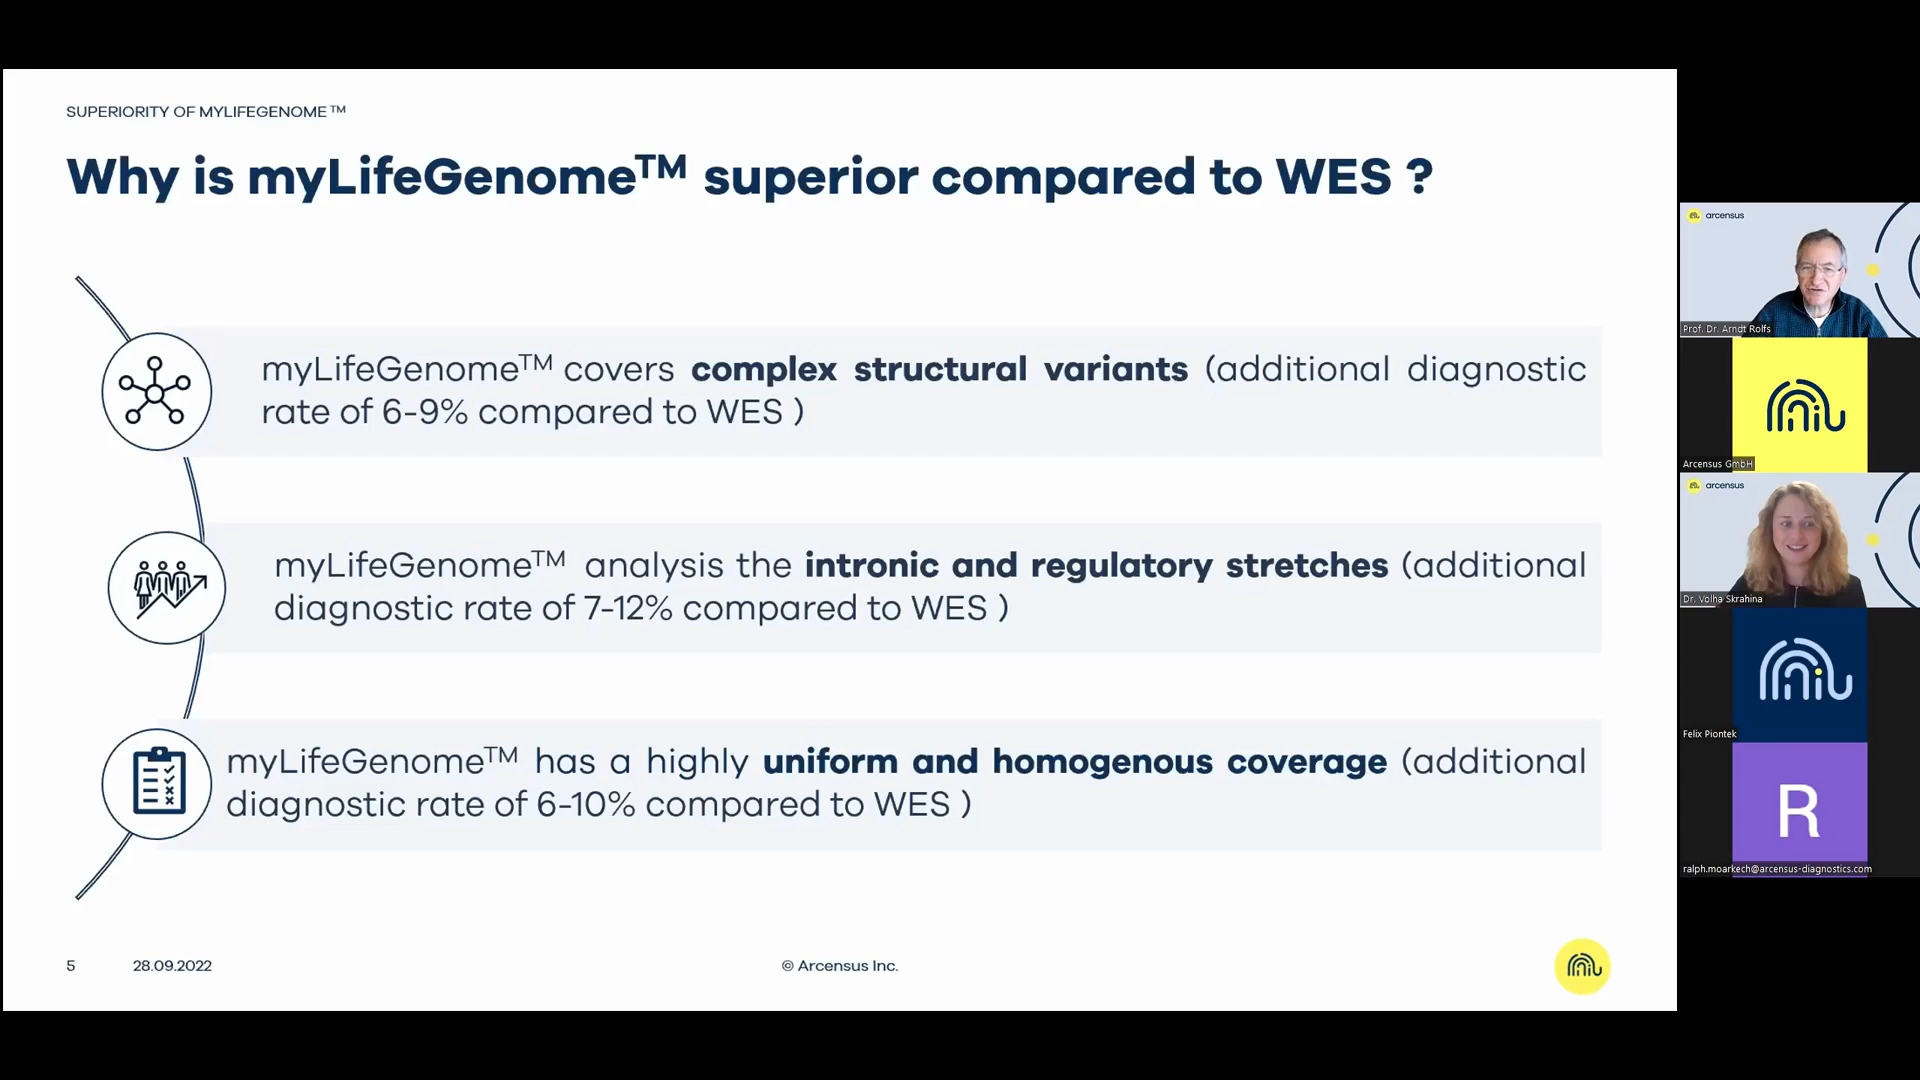 SUPERIORITY OF MYLIFEGENOME™
Why is myLifeGenome™ superior compared to WES ?
myLifeGenome™ covers complex structural variants (additional diagnostic
rate of 6-9% compared to WES )
myLifeGenome™ analysis the intronic and regulatory stretches (additional
diagnostic rate of 7-12% compared to WES )
myLifeGenome™ has a highly uniform and homogenous coverage (additional
diagnostic rate of 6-10% compared to WES )
5
28.09.2022
© Arcensus Inc.
arcensus
Prof. Dr. Arndt Rolfs
Arcensus GmbH
arcensus
Dr. Volha Skrahina
Felix Piontek
R
ralph.moarkech@arcensus-diagnostics.com